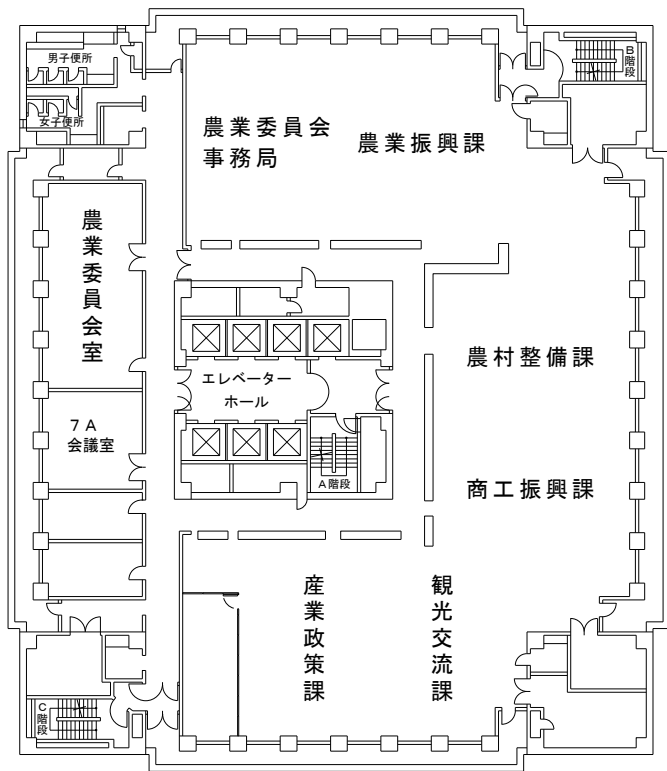 男子便所
女子便所
農業委員会
事務局
農業振興課
B階段
農業委員会室
農村整備課
エレベーター
ホール
7A
会議室
A階段
商工振興課
産業政策課
観光交流課
C階段